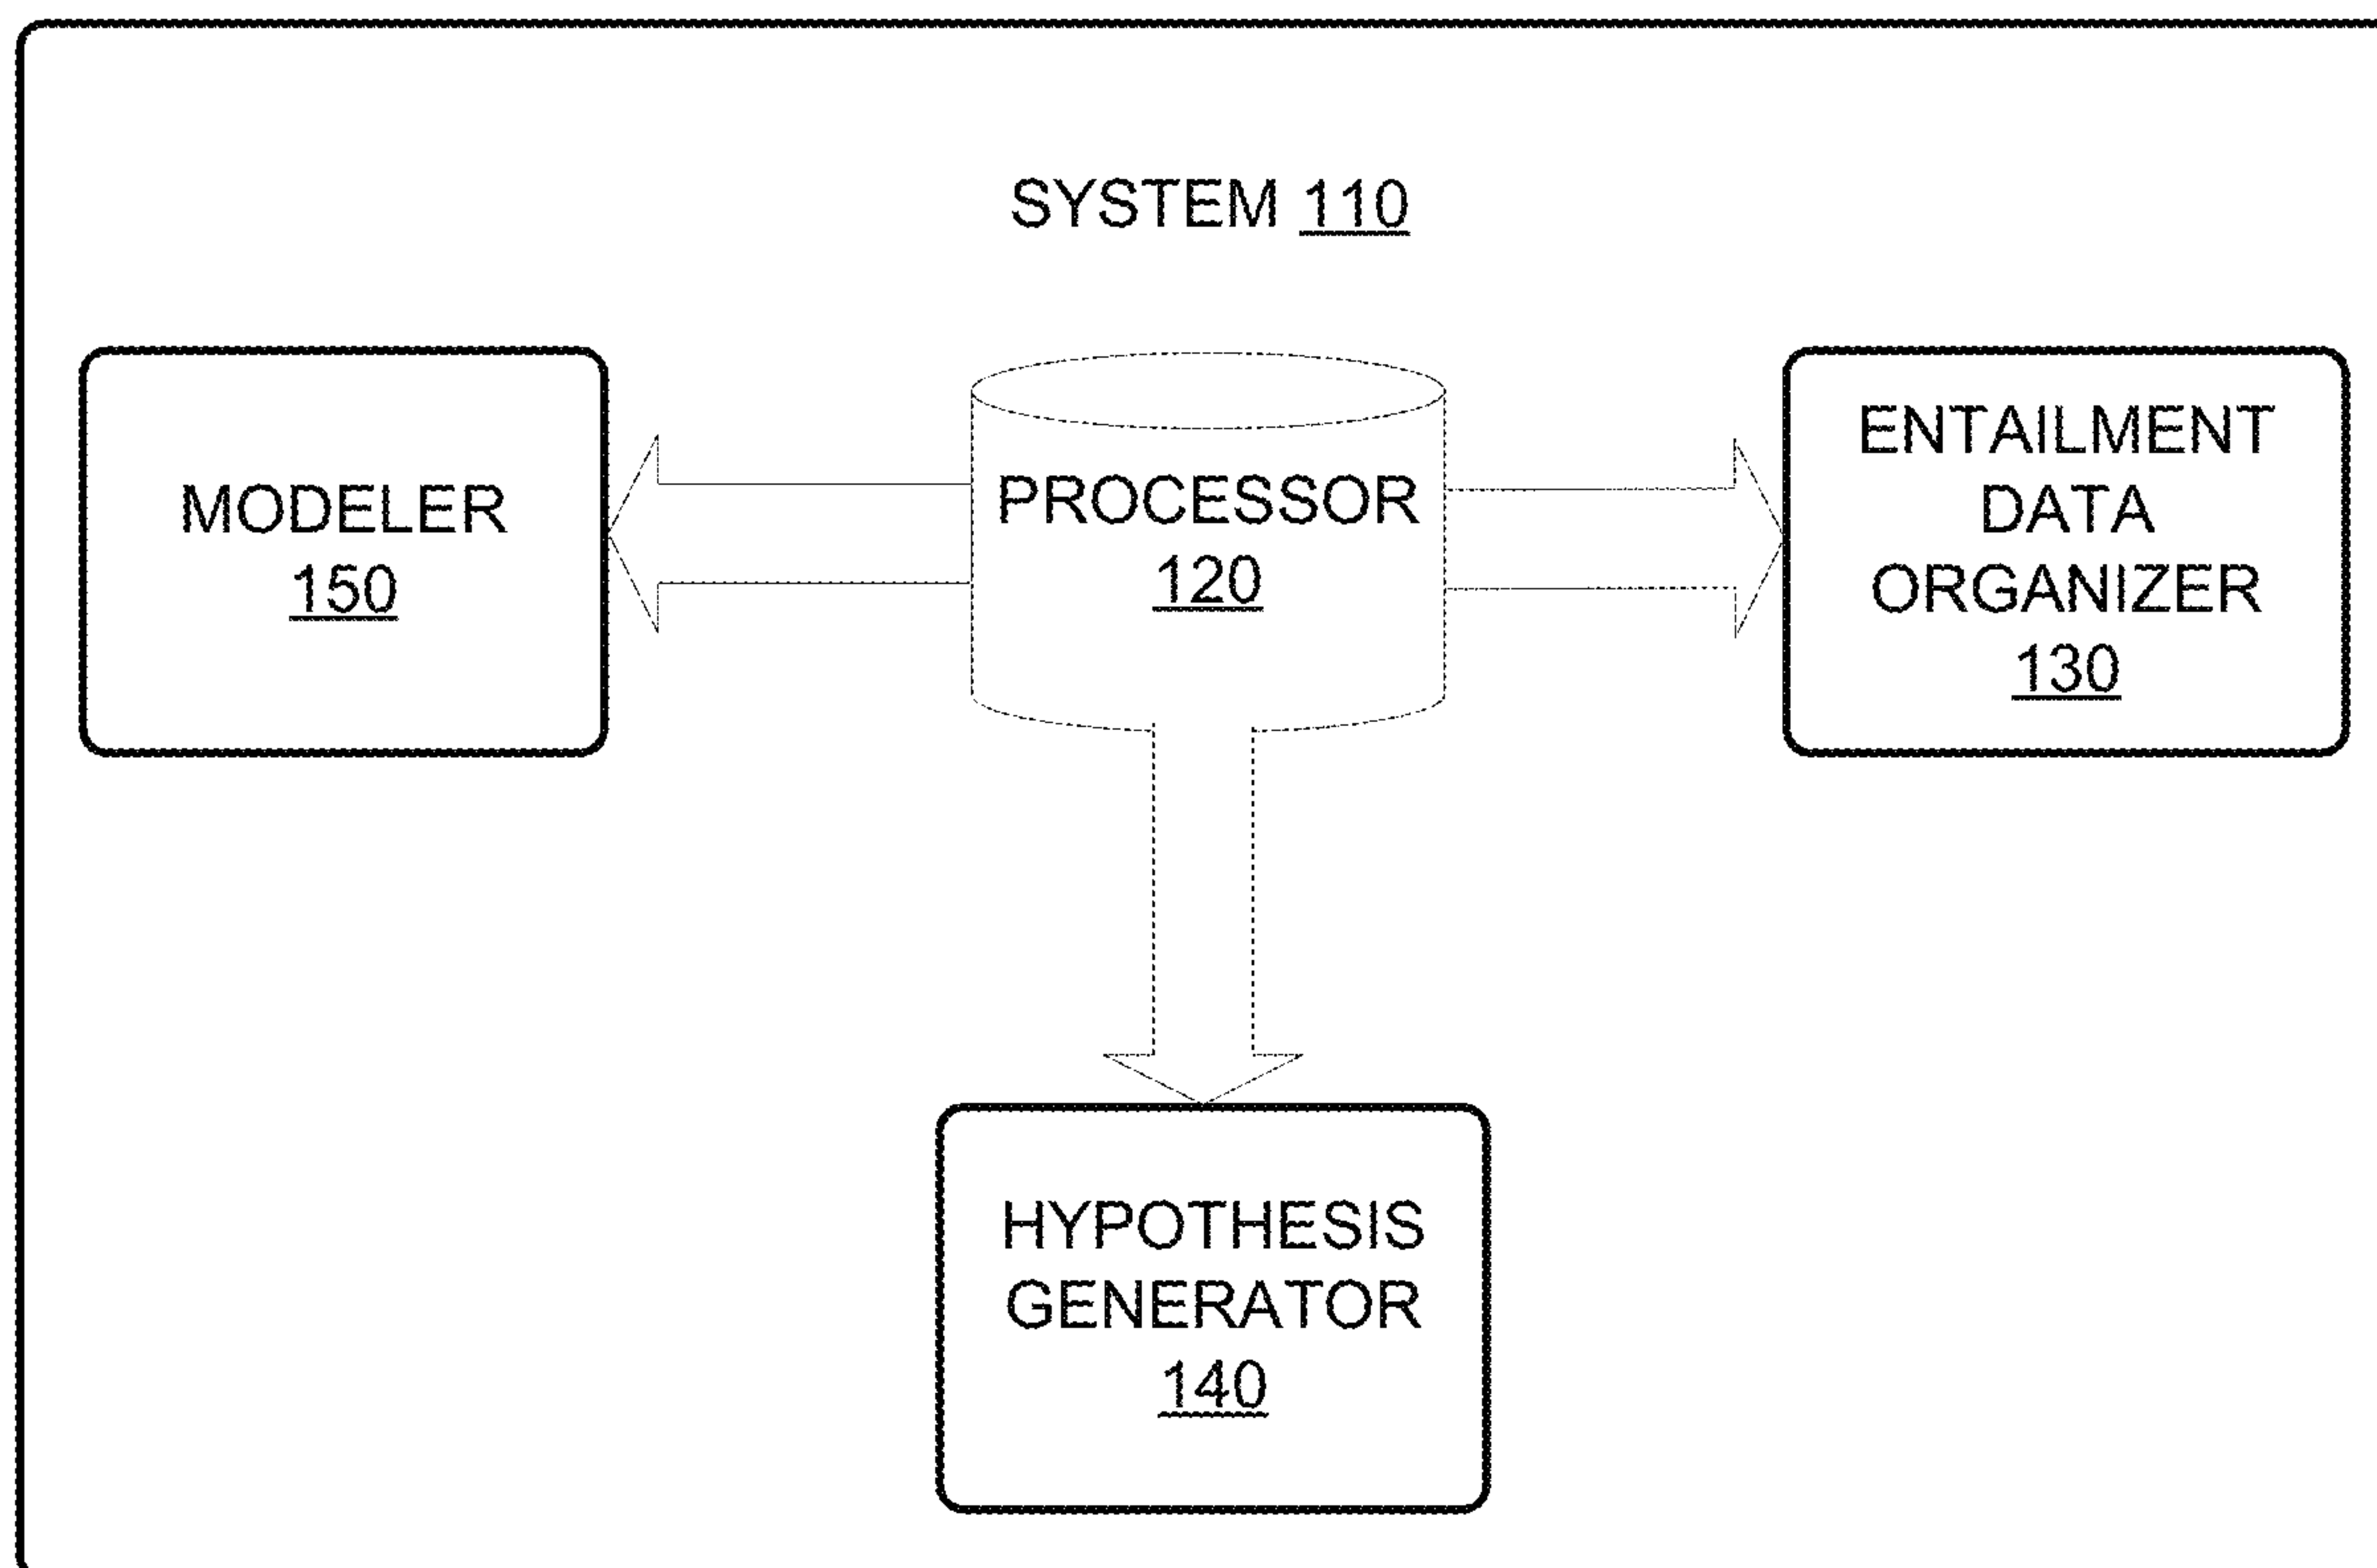 SYSTEM 110
MODELER
150
PROCESSOR
120
ENTAILMENT
DATA
ORGANIZER
130
HYPOTHESIS
GENERATOR
140